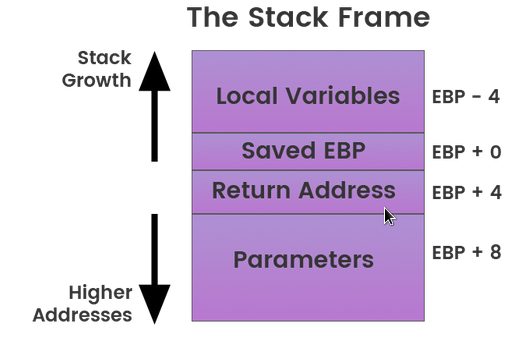 The Stack Frame
Stack
Growth
Local Variables
EBP - 4
Saved EBP
EBP + 0
Return Address
EBP + 4
Parameters
EBP + 8
Higher
Addresses